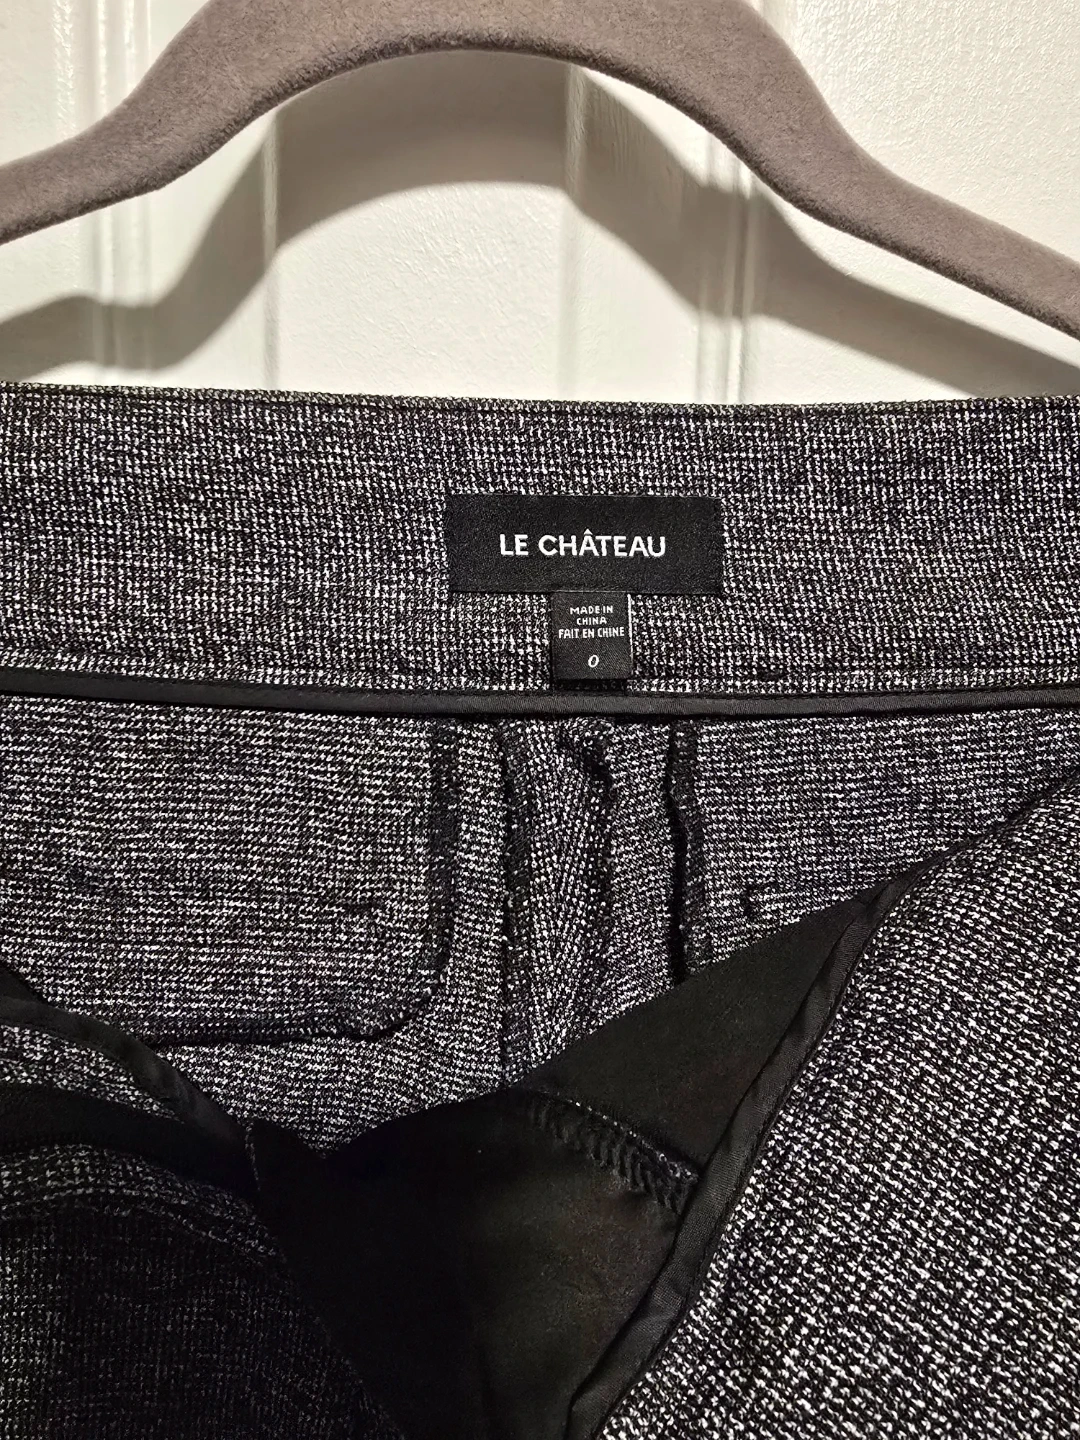 LE CHÂTEAU
MADE IN
CHINA
FAIT EN CHINE
0